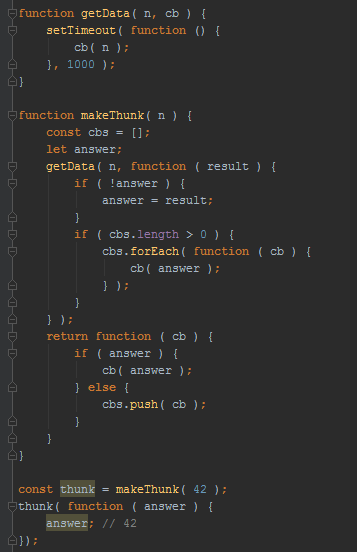 function getData( n, cb ) {
    setTimeout( function () {
        cb( n );
    }, 1000 );
}

function makeThunk( n ) {
    const cbs = [];
    let answer;
    getData( n, function ( result ) {
        if ( !answer ) {
            answer = result;
        }
        if ( cbs.length > 0 ) {
            cbs.forEach( function ( cb ) {
                cb( answer );
            } );
        }
    } );
    return function ( cb ) {
        if ( answer ) {
            cb( answer );
        } else {
            cbs.push( cb );
        }
    }
}

const thunk = makeThunk( 42 );
thunk( function ( answer ) {
    answer; // 42
});